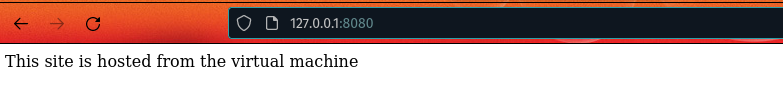 127.0.0.1:8080
This site is hosted from the virtual machine